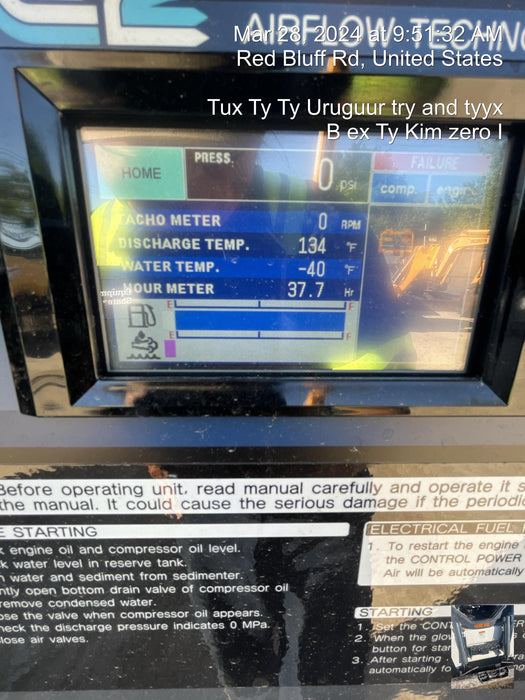 AIRFLOW-TECHNO
Mar 28, 2024 at 9:51:32 AM
Red Bluff Rd, United States
Tux Ty Ty Uruguur try and tyyx
B ex Ty Kim zero I
HOME
PRESS.
0 psi
FAILURE
comp. engine
TACHO METER 0 RPM
DISCHARGE TEMP. 134 °F
WATER TEMP. -40 °F
HOUR METER 37.7 Hr
E F
E F
Before operating unit, read manual carefully and operate it s
the manual. It could cause the serious damage if the periodi
E STARTING
k engine oil and compressor oil level.
k water level in reserve tank.
n water and sediment from sedimenter.
ntly open bottom drain valve of compressor oil
remove condensed water.
ose the valve when compressor oil appears.
heck the discharge pressure indicates 0 MPa.
lose air valves.
ELECTRICAL FUEL
1. To restart the engine
the CONTROL POWER
Air will be automatically
STARTING
1. Set the CONT
2. When the glow
button for star
3. After starting
automatically fo